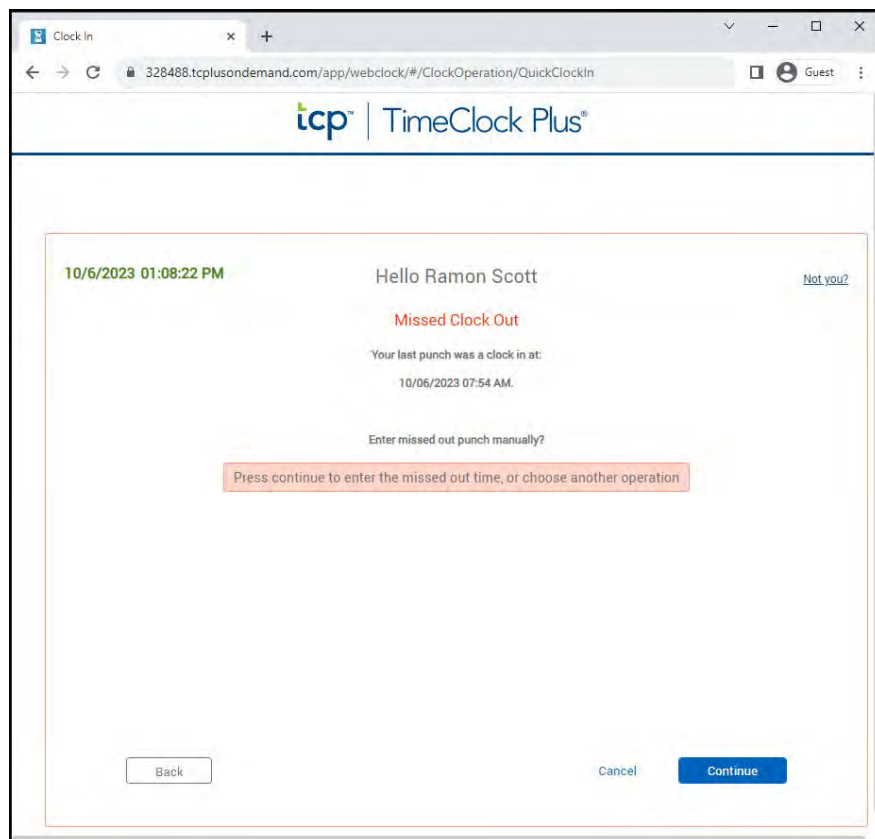 Clock In
328488.tcplusondemand.com/app/webclock/#/ClockOperation/QuickClockIn
Guest
tcp™ | TimeClock Plus®
10/6/2023 01:08:22 PM
Hello Ramon Scott
Not you?
Missed Clock Out
Your last punch was a clock in at:
10/06/2023 07:54 AM.
Enter missed out punch manually?
Press continue to enter the missed out time, or choose another operation
Back
Cancel
Continue